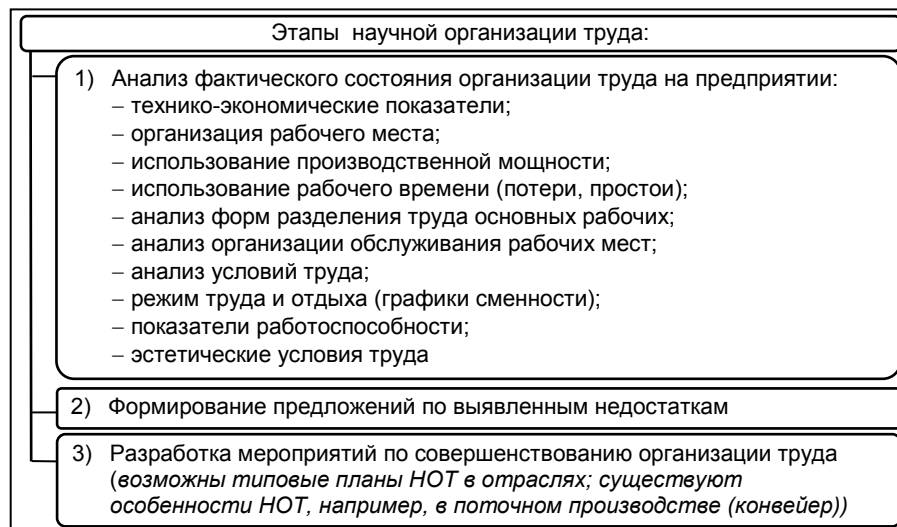 Этапы научной организации труда:
1) Анализ фактического состояния организации труда на предприятии:
– технико-экономические показатели;
– организация рабочего места;
– использование производственной мощности;
– использование рабочего времени (потери, простои);
– анализ форм разделения труда основных рабочих;
– анализ организации обслуживания рабочих мест;
– анализ условий труда;
– режим труда и отдыха (графики сменности);
– показатели работоспособности;
– эстетические условия труда
2) Формирование предложений по выявленным недостаткам
3) Разработка мероприятий по совершенствованию организации труда
(возможны типовые планы НОТ в отраслях; существуют
особенности НОТ, например, в поточном производстве (конвейер))